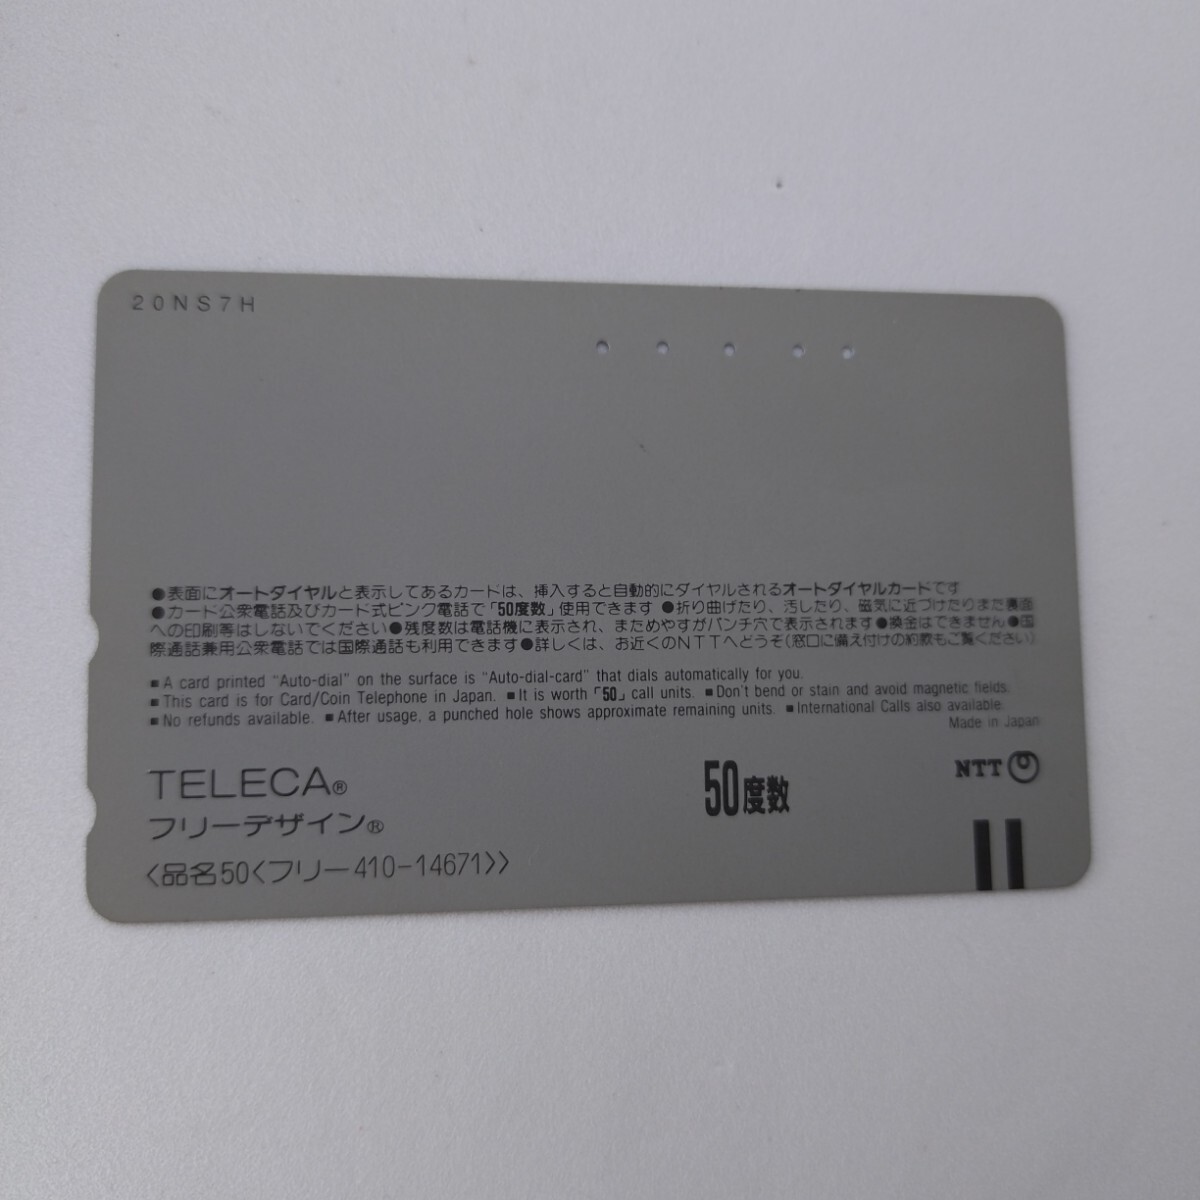 20NS7H
●表面にオートダイヤルと表示してあるカードは、挿入すると自動的にダイヤルされるオートダイヤルカードです
●カード公衆電話及びカード式ピンク電話で「50度数」使用できます ●折り曲げたり、汚したり、磁気に近づけたりまた裏面
への印刷等はしないでください●残度数は電話機に表示され、まためやすがパンチ穴で表示されます●換金はできません●国
際通話兼用公衆電話では国際通話も利用できます●詳しくは、お近くのNTTへどうぞ(窓口に備え付けの約款もご覧ください)
■A card printed “Auto-dial” on the surface is “Auto-dial-card” that dials automatically for you.
■This card is for Card/Coin Telephone in Japan. ■It is worth「50」call units. ■Don't bend or stain and avoid magnetic fields.
■No refunds available. ■After usage, a punched hole shows approximate remaining units. ■International Calls also available.
Made in Japan
TELECA®
50度数
NTT
フリーデザイン®
〈品名50〈フリー410-14671〉〉